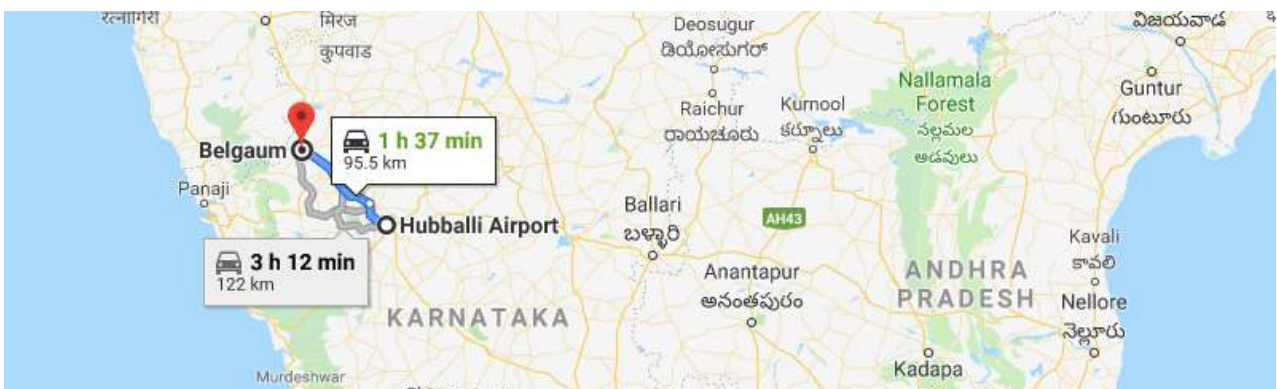 रत्नागिरी
मिरज
कुपवाड
Deosugur
ಡಿಯೋಸುಗರ್
విజయవాడ
Nallamala
Forest
నల్లమల
అడవులు
Guntur
గుంటూరు
Raichur
ರಾಯಚೂರು
Kurnool
కర్నూలు
Belgaum
1 h 37 min
95.5 km
Panaji
Hubballi Airport
Ballari
ಬಳ್ಳಾರಿ
AH43
3 h 12 min
122 km
Kavali
కావలి
Anantapur
అనంతపురం
ANDHRA
PRADESH
Nellore
నెల్లూరు
KARNATAKA
Kadapa
Murdeshwar